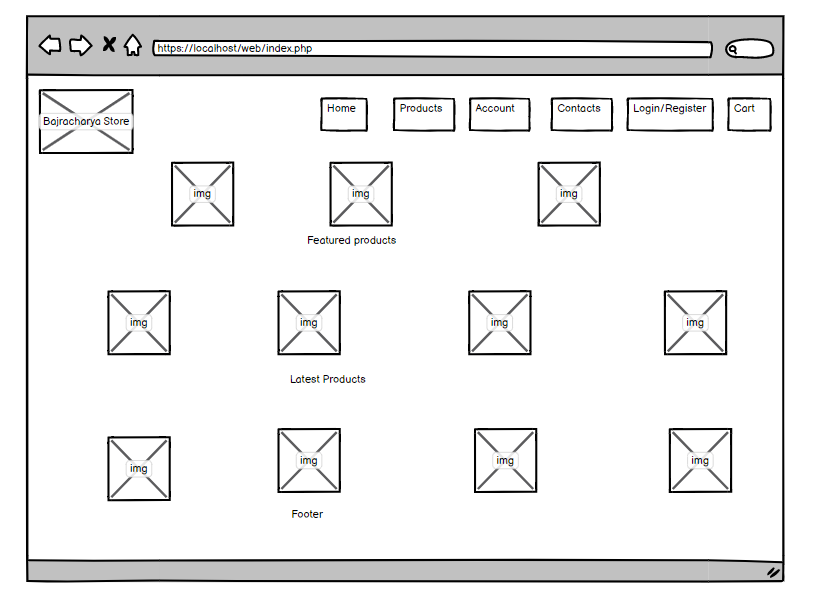 https://localhost/web/index.php
Bajracharya Store
Home
Products
Account
Contacts
Login/Register
Cart
img
img
img
Featured products
img
img
img
img
Latest Products
img
img
img
img
Footer